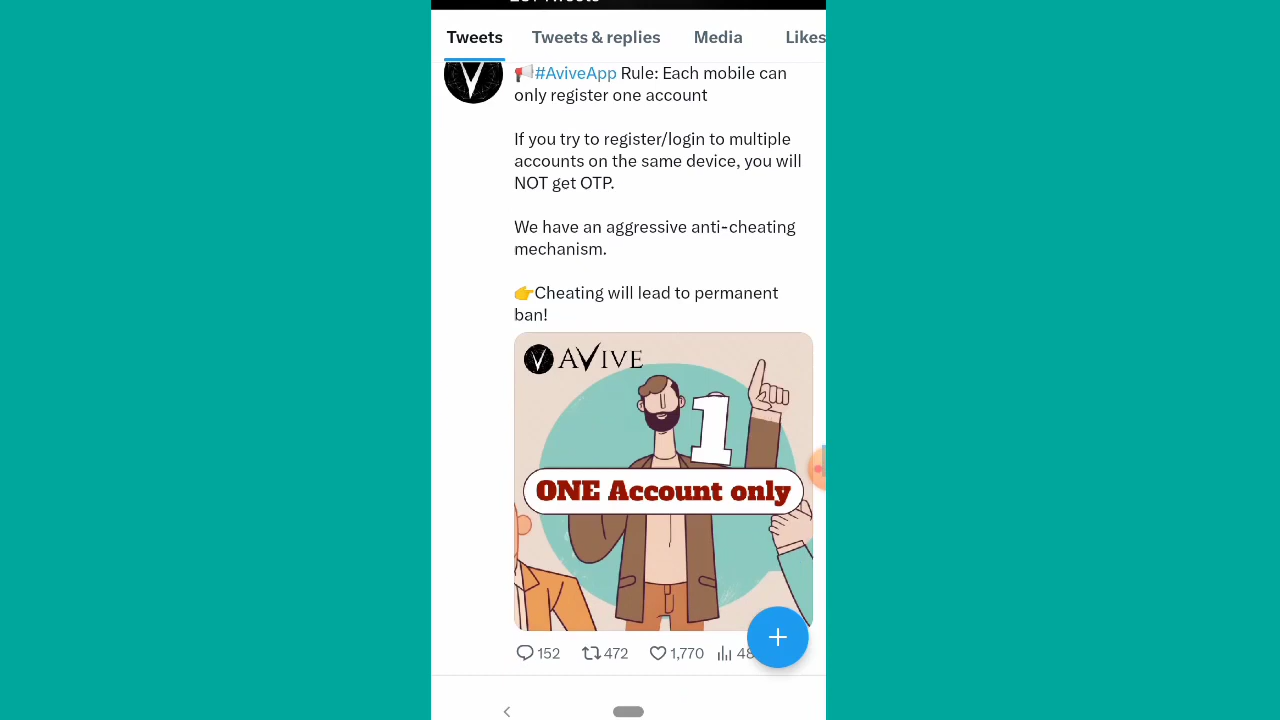 Tweets Tweets & replies Media Likes
📢#AviveApp Rule: Each mobile can
only register one account
If you try to register/login to multiple
accounts on the same device, you will
NOT get OTP.
We have an aggressive anti-cheating
mechanism.
👉Cheating will lead to permanent
ban!
AVIVE
1
ONE Account only
152 472 1,770